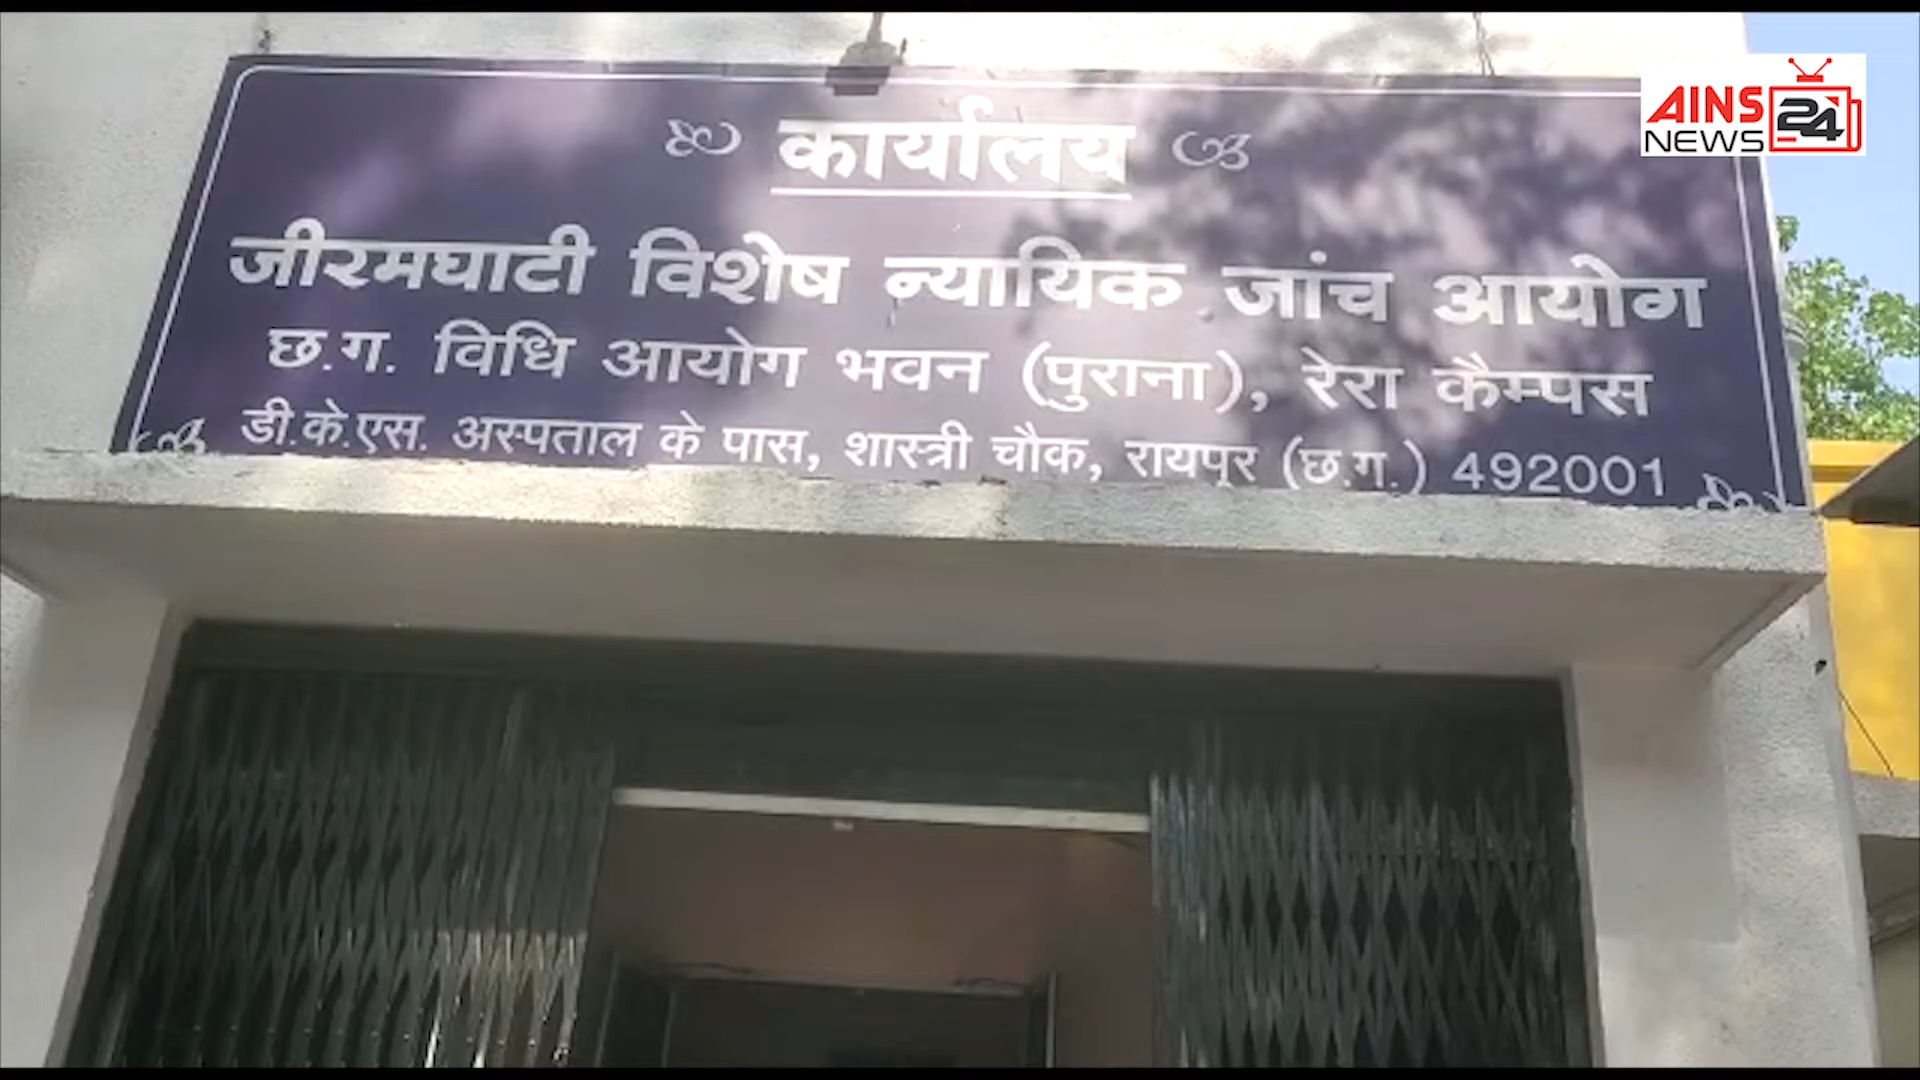 AINS
NEWS 24
कार्यालय
जीरमघाटी विशेष न्यायिक जांच आयोग
छ.ग. विधि आयोग भवन (पुराना), रेरा कैम्पस
डी.के.एस. अस्पताल के पास, शास्त्री चौक, रायपुर (छ.ग.) 492001